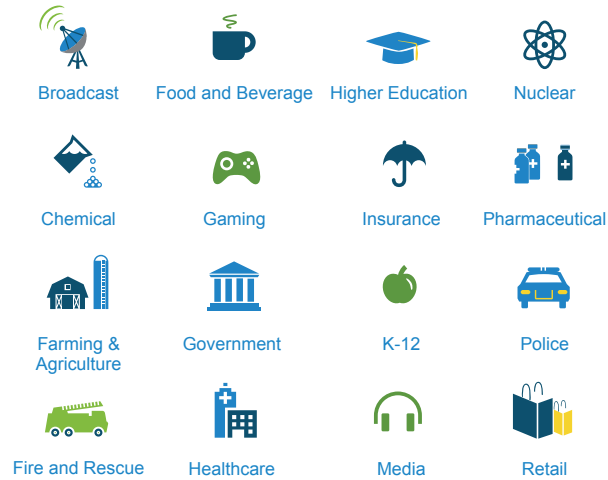 Broadcast
Food and Beverage
Higher Education
Nuclear
Chemical
Gaming
Insurance
Pharmaceutical
Farming &
Agriculture
Government
K-12
Police
Fire and Rescue
Healthcare
Media
Retail